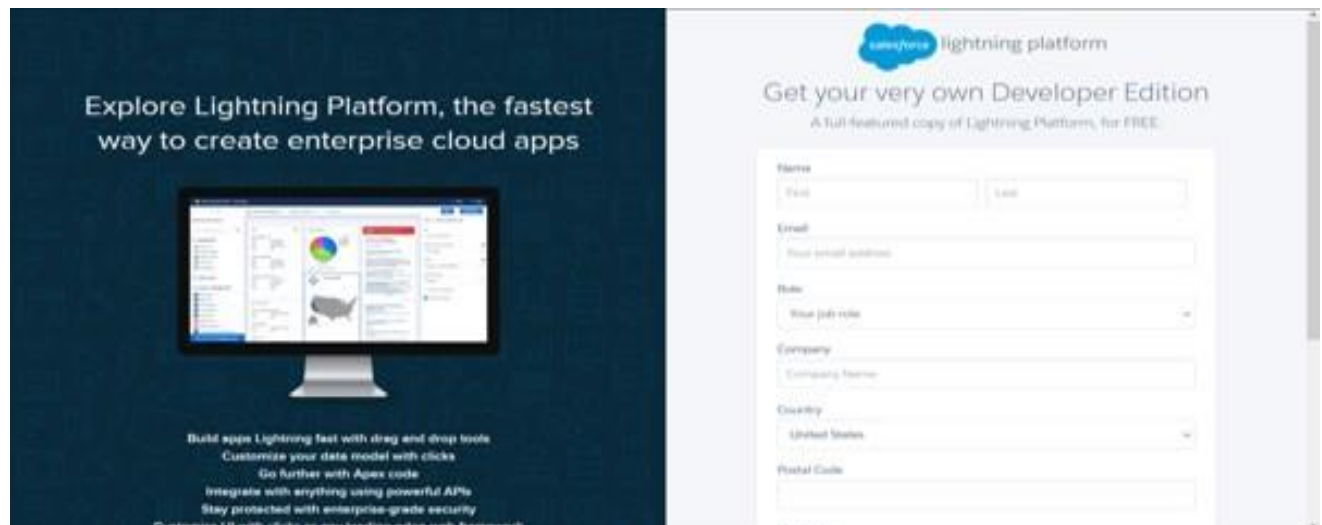 Explore Lightning Platform, the fastest
way to create enterprise cloud apps
Build apps Lightning fast with drag and drop tools
Customize your data model with clicks
Go further with Apex code
Integrate with anything using powerful APIs
Stay protected with enterprise-grade security
salesforce lightning platform
Get your very own Developer Edition
A full-featured copy of Lightning Platform, for FREE
Name
First Last
Email
Your email address
Role
Your job role
Company
Company Name
Country
United States
Postal Code